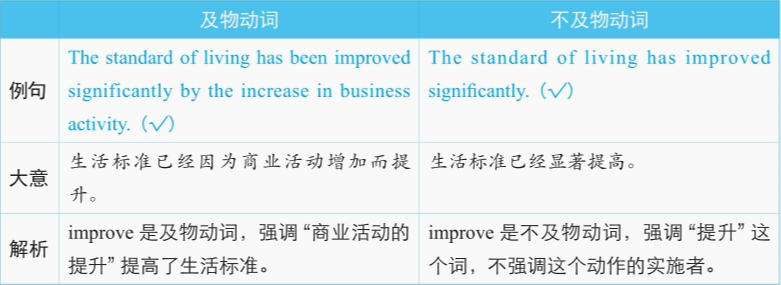 及物动词 不及物动词
例句 The standard of living has been improved significantly by the increase in business activity.（✓） The standard of living has improved significantly.（✓）
大意 生活标准已经因为商业活动增加而提升。 生活标准已经显著提高。
解析 improve 是及物动词，强调“商业活动的提升”提高了生活标准。 improve 是不及物动词，强调“提升”这个词，不强调这个动作的实施者。